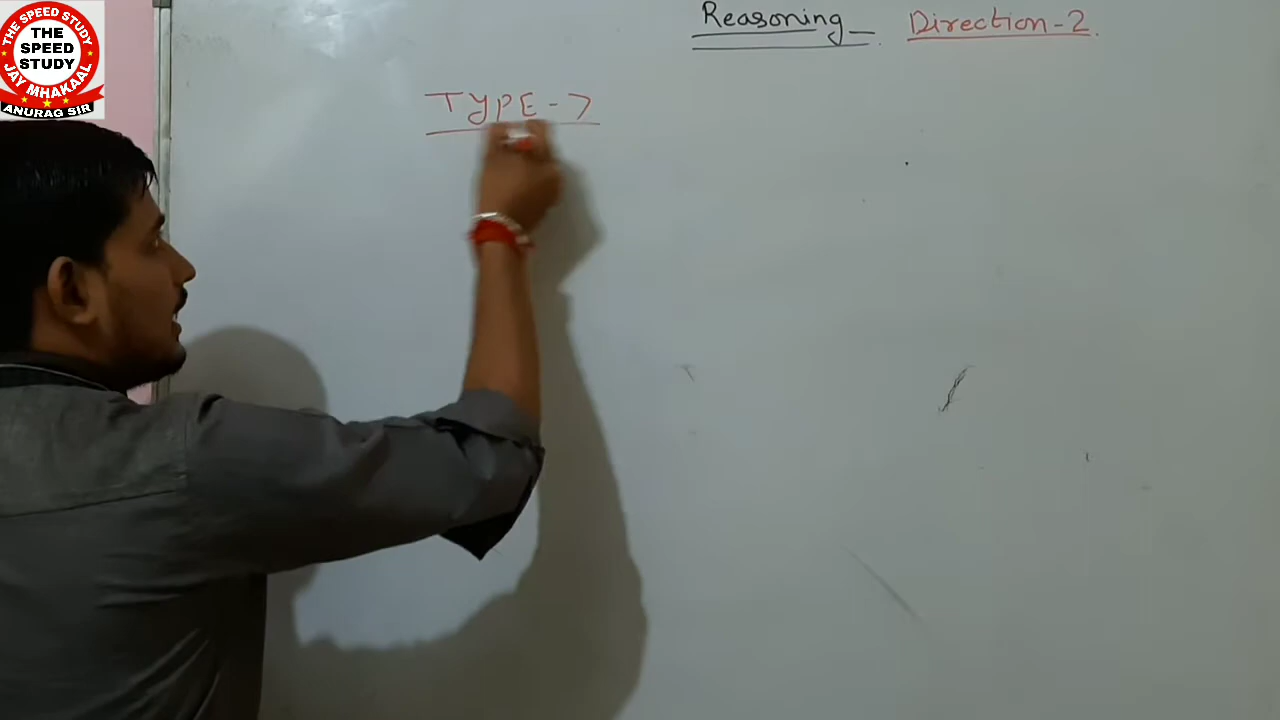 THE SPEED STUDY
THE
SPEED
STUDY
JAY MHAKAAL
ANURAG SIR
Reasoning Direction-2.
TYPE-7